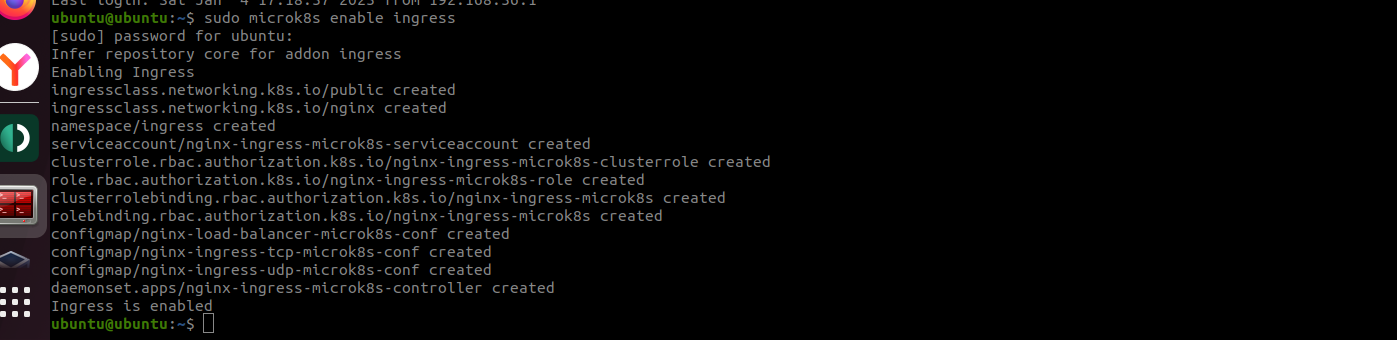 Last login: Sat Jan  4 17:18:37 2025 from 192.168.56.1
ubuntu@ubuntu:~$ sudo microk8s enable ingress
[sudo] password for ubuntu:
Infer repository core for addon ingress
Enabling Ingress
ingressclass.networking.k8s.io/public created
ingressclass.networking.k8s.io/nginx created
namespace/ingress created
serviceaccount/nginx-ingress-microk8s-serviceaccount created
clusterrole.rbac.authorization.k8s.io/nginx-ingress-microk8s-clusterrole created
role.rbac.authorization.k8s.io/nginx-ingress-microk8s-role created
clusterrolebinding.rbac.authorization.k8s.io/nginx-ingress-microk8s created
rolebinding.rbac.authorization.k8s.io/nginx-ingress-microk8s created
configmap/nginx-load-balancer-microk8s-conf created
configmap/nginx-ingress-tcp-microk8s-conf created
configmap/nginx-ingress-udp-microk8s-conf created
daemonset.apps/nginx-ingress-microk8s-controller created
Ingress is enabled
ubuntu@ubuntu:~$